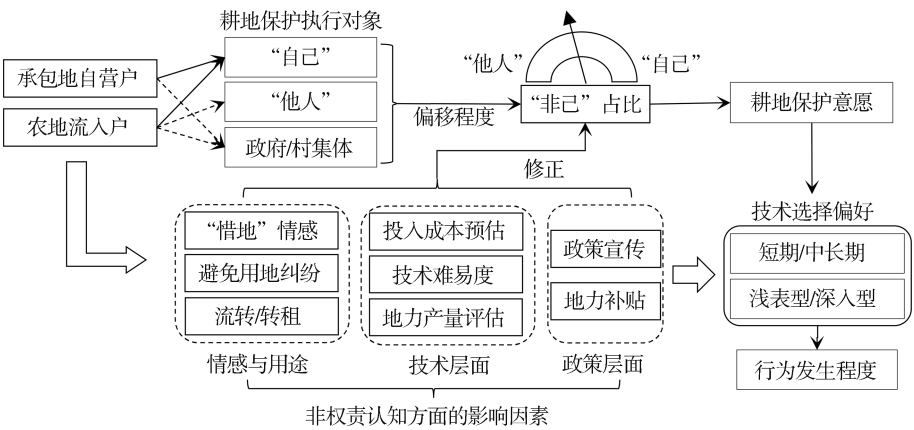 耕地保护执行对象
承包地自营户
农地流入户
“自己”
“他人”
政府/村集体
偏移程度
“他人”
“自己”
“非己”占比
修正
耕地保护意愿
技术选择偏好
短期/中长期
浅表型/深入型
行为发生程度
“惜地”情感
避免用地纠纷
流转/转租
情感与用途
投入成本预估
技术难易度
地力产量评估
技术层面
政策宣传
地力补贴
政策层面
非权责认知方面的影响因素